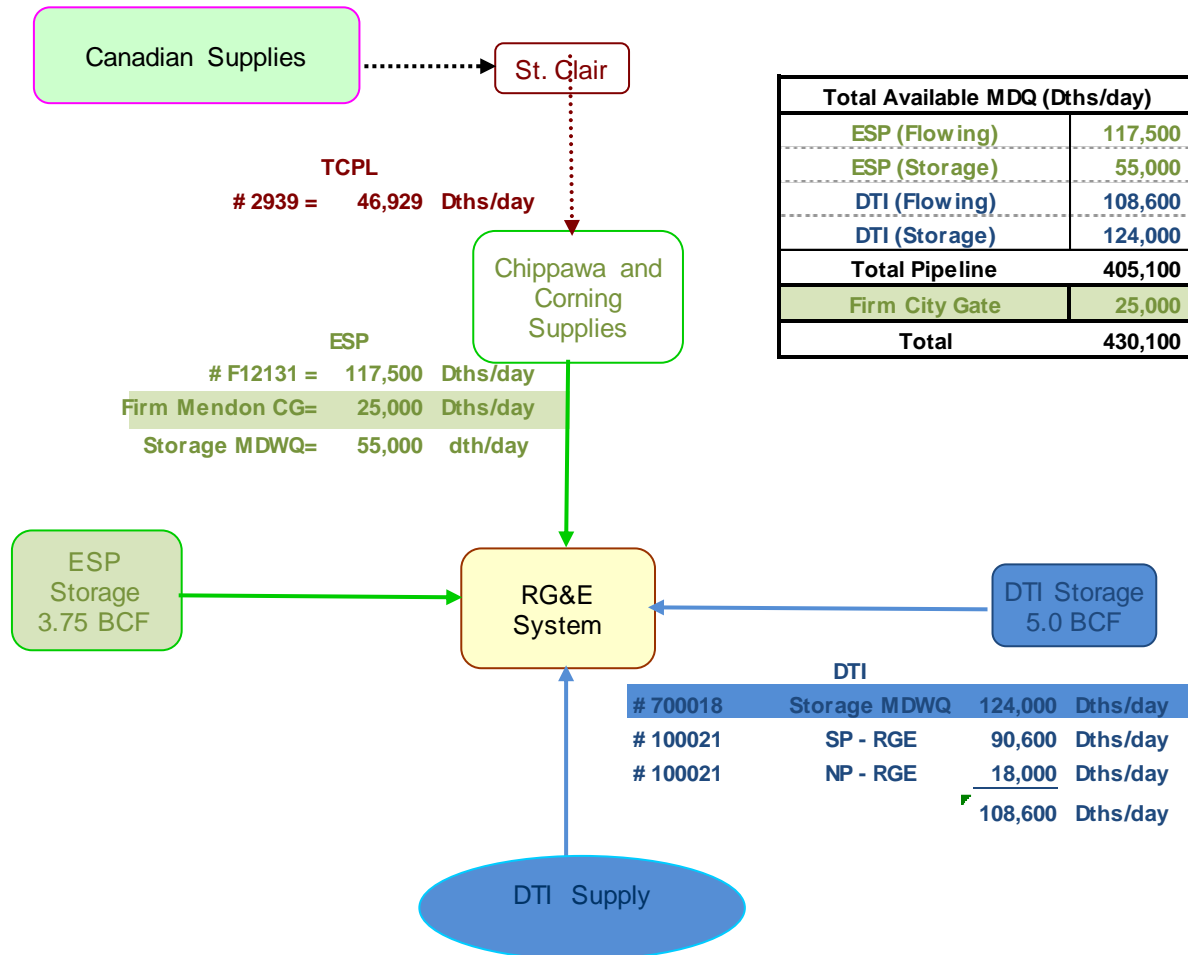 Canadian Supplies
St. Clair
Total Available MDQ (Dths/day)
ESP (Flowing) 117,500
ESP (Storage) 55,000
DTI (Flowing) 108,600
DTI (Storage) 124,000
Total Pipeline 405,100
Firm City Gate 25,000
Total 430,100
TCPL
# 2939 = 46,929 Dths/day
Chippawa and
Corning
Supplies
ESP
# F12131 = 117,500 Dths/day
Firm Mendon CG= 25,000 Dths/day
Storage MDWQ= 55,000 dth/day
ESP
Storage
3.75 BCF
RG&E
System
DTI Storage
5.0 BCF
DTI
# 700018 Storage MDWQ 124,000 Dths/day
# 100021 SP - RGE 90,600 Dths/day
# 100021 NP - RGE 18,000 Dths/day
108,600 Dths/day
DTI Supply